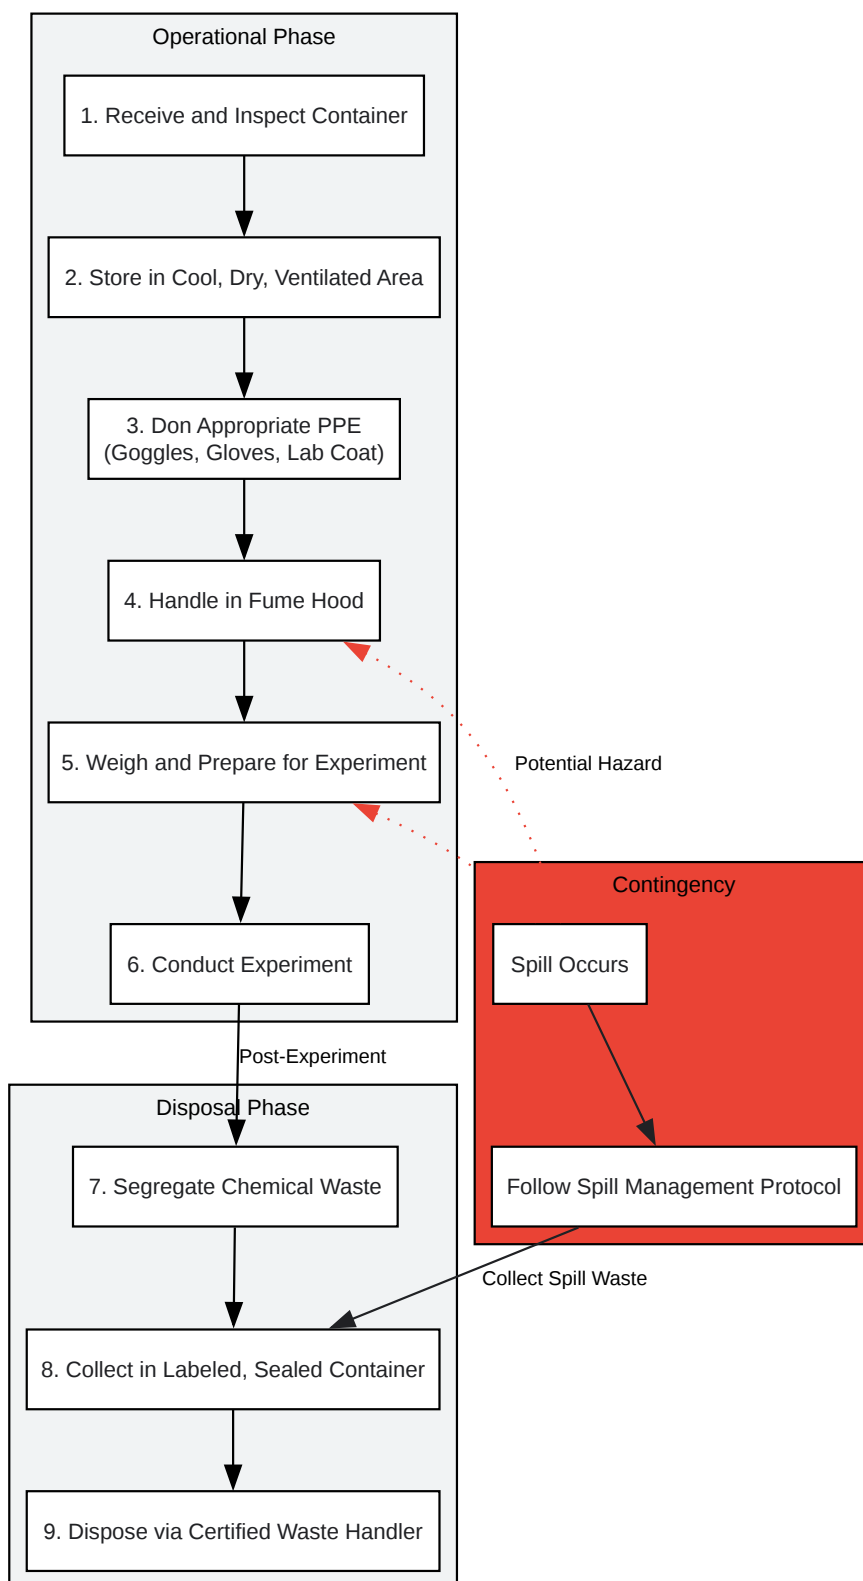 Operational Phase
1. Receive and Inspect Container
2. Store in Cool, Dry, Ventilated Area
3. Don Appropriate PPE
(Goggles, Gloves, Lab Coat)
4. Handle in Fume Hood
5. Weigh and Prepare for Experiment
Potential Hazard
Contingency
6. Conduct Experiment
Spill Occurs
Post-Experiment
Disposal Phase
7. Segregate Chemical Waste
Follow Spill Management Protocol
Collect Spill Waste
8. Collect in Labeled, Sealed Container
9. Dispose via Certified Waste Handler